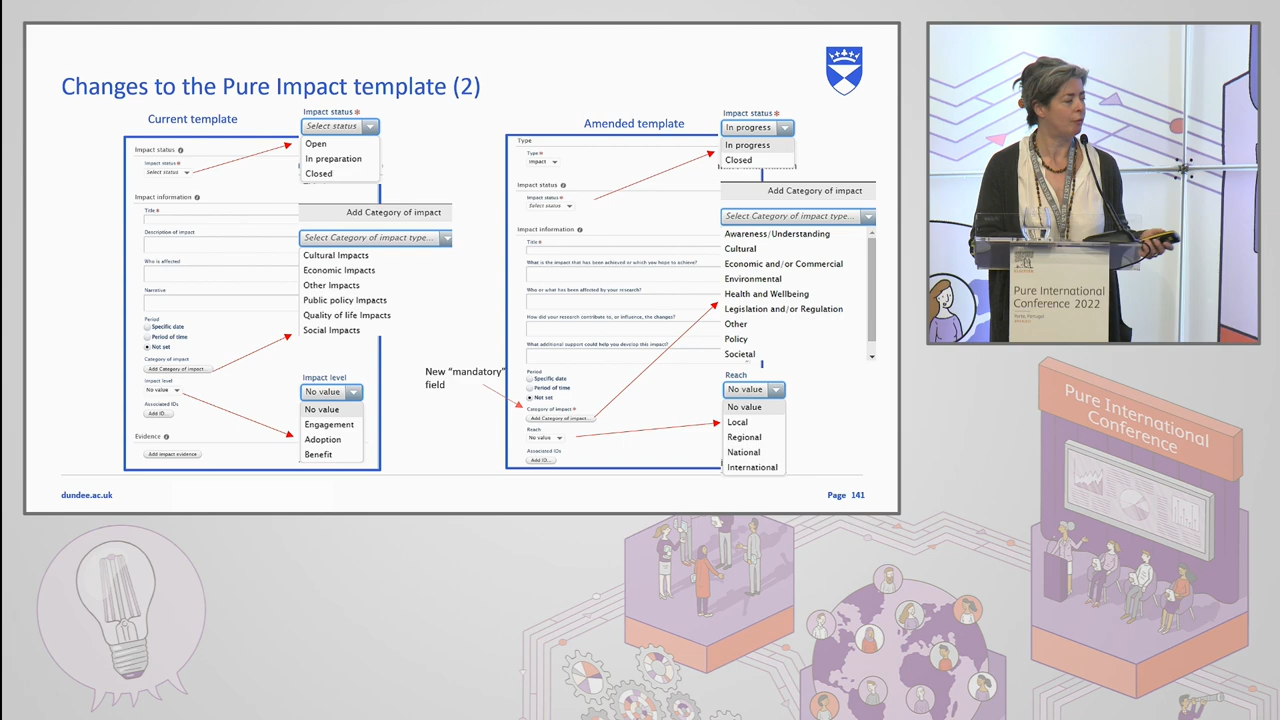 Changes to the Pure Impact template (2)
Current template
Impact status *
Select status
Open
In preparation
Closed
Impact status
Impact status *
Select status
Impact information
Title *
Description of impact
Who is affected
Narrative
Period
Specific date
Period of time
Not set
Category of impact
Add Category of impact...
Impact level
No value
Associated IDs
Add ID...
Evidence
Add impact evidence
Add Category of impact
Select Category of impact type...
Cultural Impacts
Economic Impacts
Other Impacts
Public policy Impacts
Quality of life Impacts
Social Impacts
Impact level
No value
No value
Engagement
Adoption
Benefit
New “mandatory”
field
Amended template
Type
Type *
Impact
Impact status
Impact status *
Select status
Impact information
Title *
What is the impact that has been achieved or which you hope to achieve?
Who or what has been affected by your research?
How did your research contribute to, or influence, the changes?
What additional support could help you develop this impact?
Period
Specific date
Period of time
Not set
Category of impact *
Add Category of impact...
Reach
No value
Associated IDs
Add ID...
Impact status *
In progress
In progress
Closed
Add Category of impact
Select Category of impact type...
Awareness/Understanding
Cultural
Economic and/or Commercial
Environmental
Health and Wellbeing
Legislation and/or Regulation
Other
Policy
Societal
Reach
No value
No value
Local
Regional
National
International
dundee.ac.uk
Page 141
ELSEVIER
Pure International
Conference 2022
Porto, Portugal
Pure International
Conference